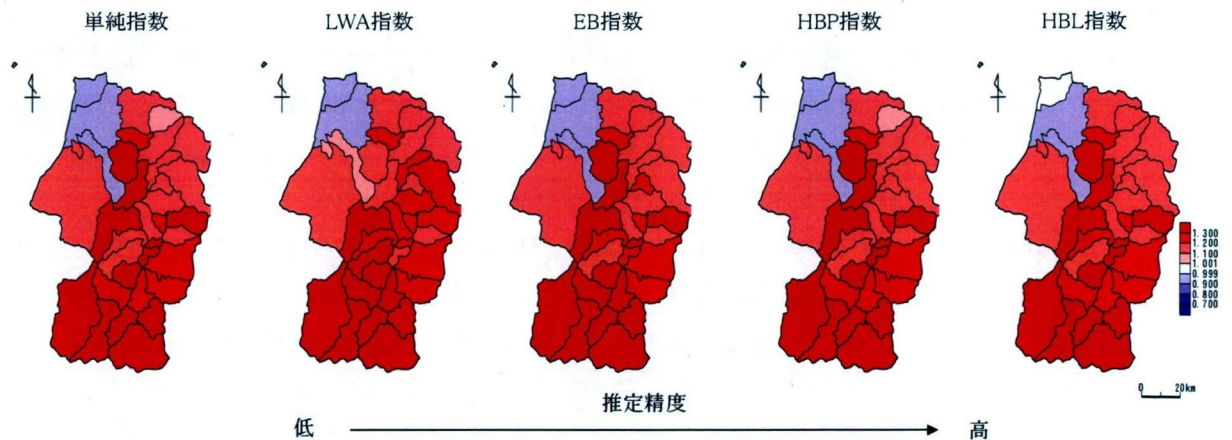 単純指数
LWA指数
EB指数
HBP指数
HBL指数
1.300
1.200
1.100
1.001
0.999
0.900
0.800
0.700
0 20km
推定精度
低
高